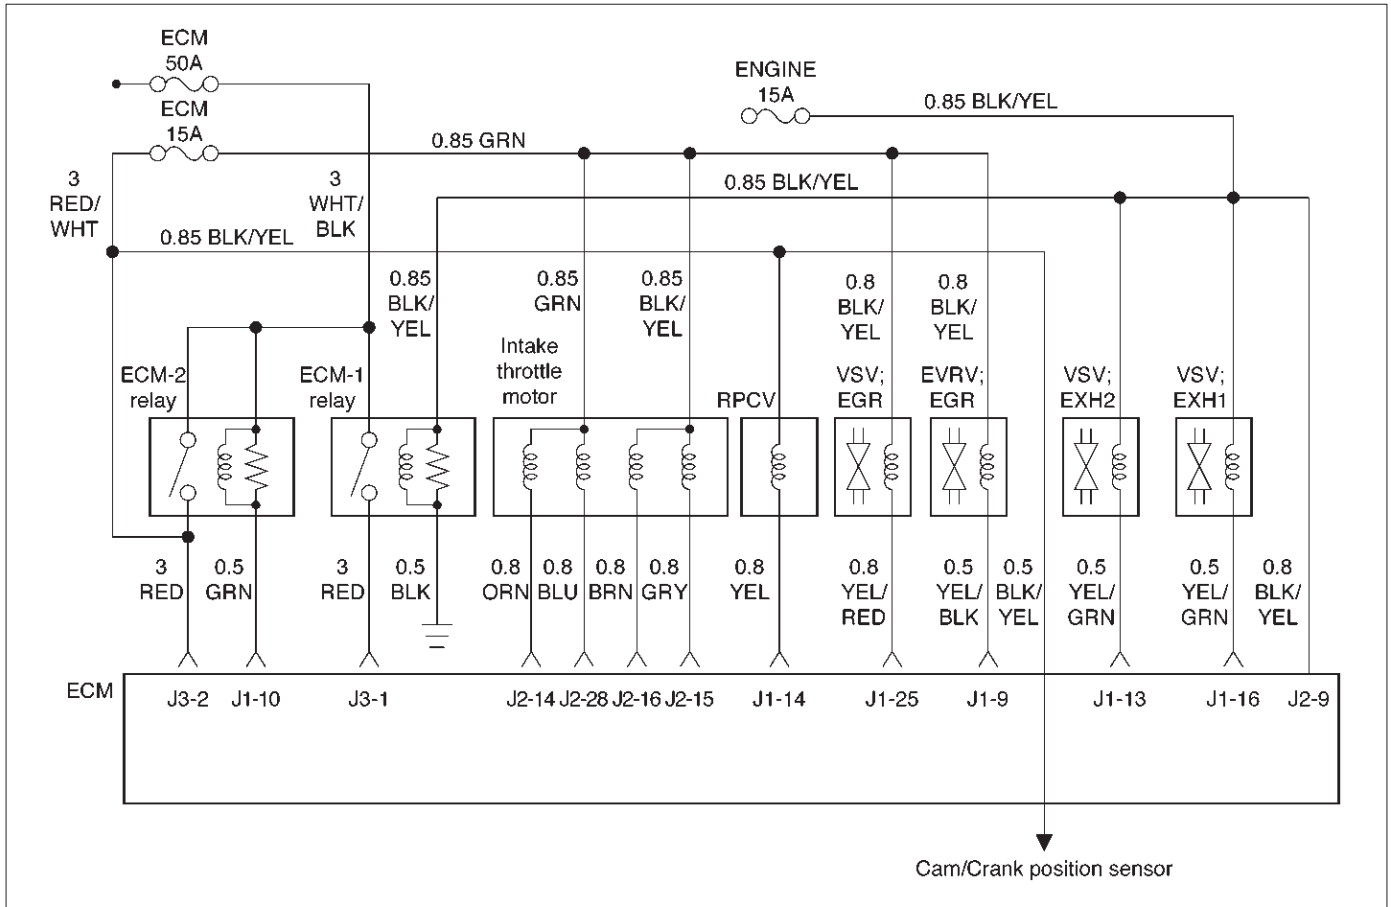 ECM
50A
ENGINE
15A
0.85 BLK/YEL
ECM
15A
0.85 GRN
3
RED/
WHT
3
WHT/
BLK
0.85 BLK/YEL
0.85 BLK/YEL
0.85
BLK/
YEL
0.85
GRN
0.85
BLK/
YEL
0.8
BLK/
YEL
0.8
BLK/
YEL
ECM-2
relay
ECM-1
relay
Intake
throttle
motor
RPCV
VSV;
EGR
EVRV;
EGR
VSV;
EXH2
VSV;
EXH1
3
RED
0.5
GRN
3
RED
0.5
BLK
0.8
ORN
0.8
BLU
0.8
BRN
0.8
GRY
0.8
YEL
0.8
YEL/
RED
0.5
YEL/
BLK
0.5
BLK/
YEL
0.5
YEL/
GRN
0.5
YEL/
GRN
0.8
BLK/
YEL
ECM
J3-2 J1-10 J3-1 J2-14 J2-28 J2-16 J2-15 J1-14 J1-25 J1-9 J1-13 J1-16 J2-9
Cam/Crank position sensor